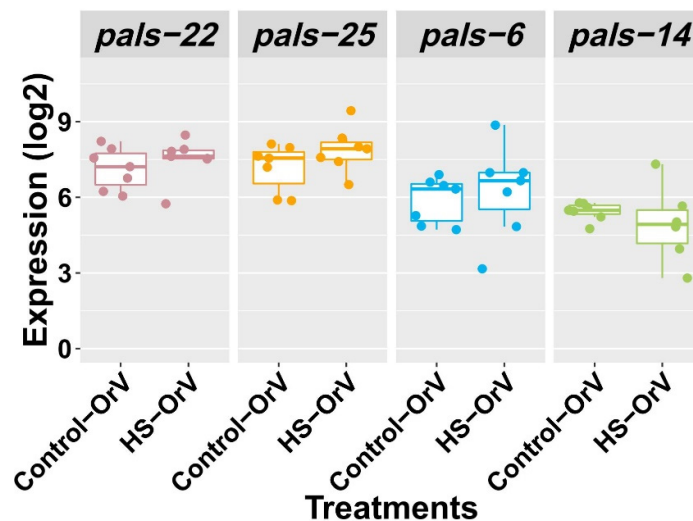 pals−22 pals−25 pals−6 pals−14
Expression (log2)
9
6
3
0
Control−OrV HS−OrV Control−OrV HS−OrV Control−OrV HS−OrV Control−OrV HS−OrV
Treatments